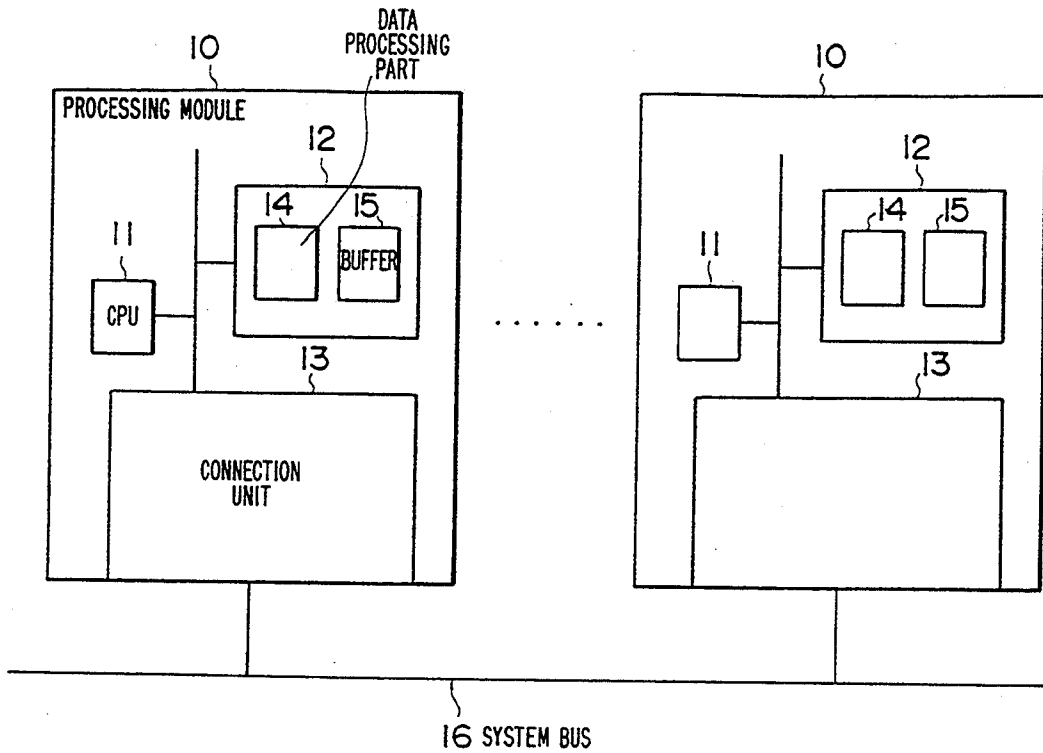 DATA
PROCESSING
PART
10
10
PROCESSING MODULE
12
12
14
15
14
15
11
11
BUFFER
CPU
13
13
. . . . . .
CONNECTION
UNIT
16 SYSTEM BUS